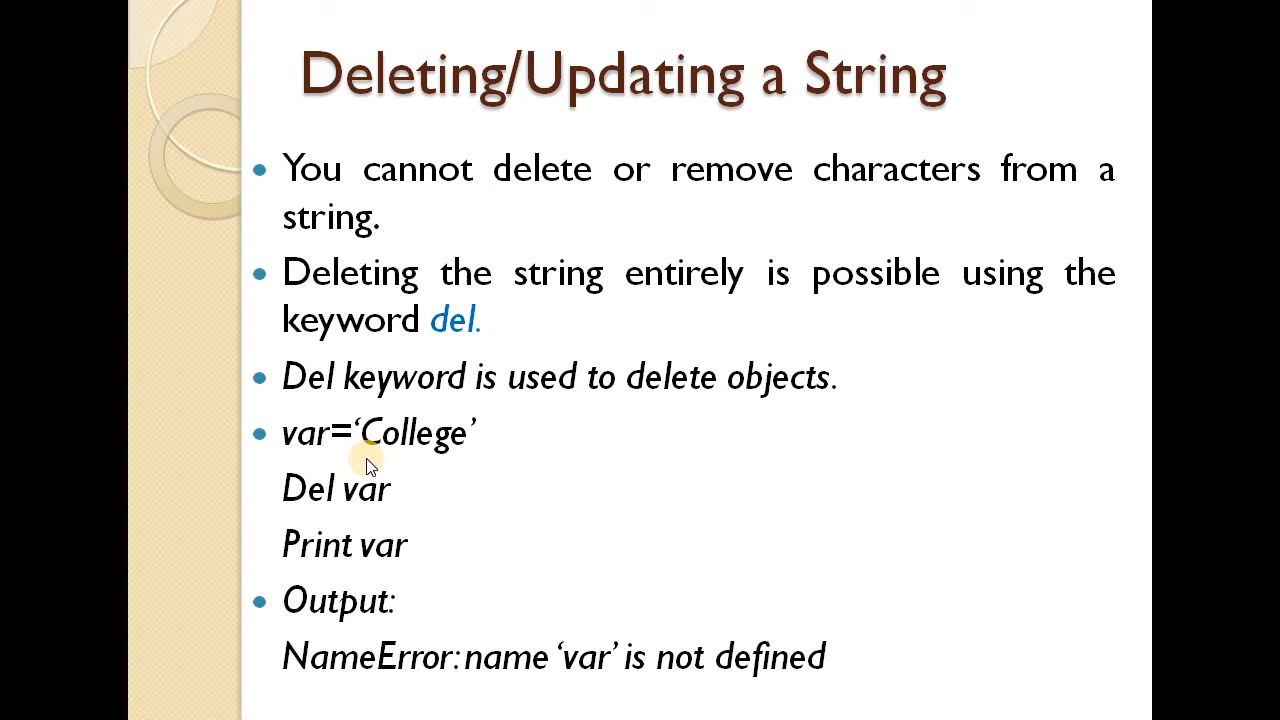 Deleting/Updating a String
• You cannot delete or remove characters from a
string.
• Deleting the string entirely is possible using the
keyword del.
• Del keyword is used to delete objects.
• var=‘College’
Del var
Print var
• Output:
NameError: name ‘var’ is not defined